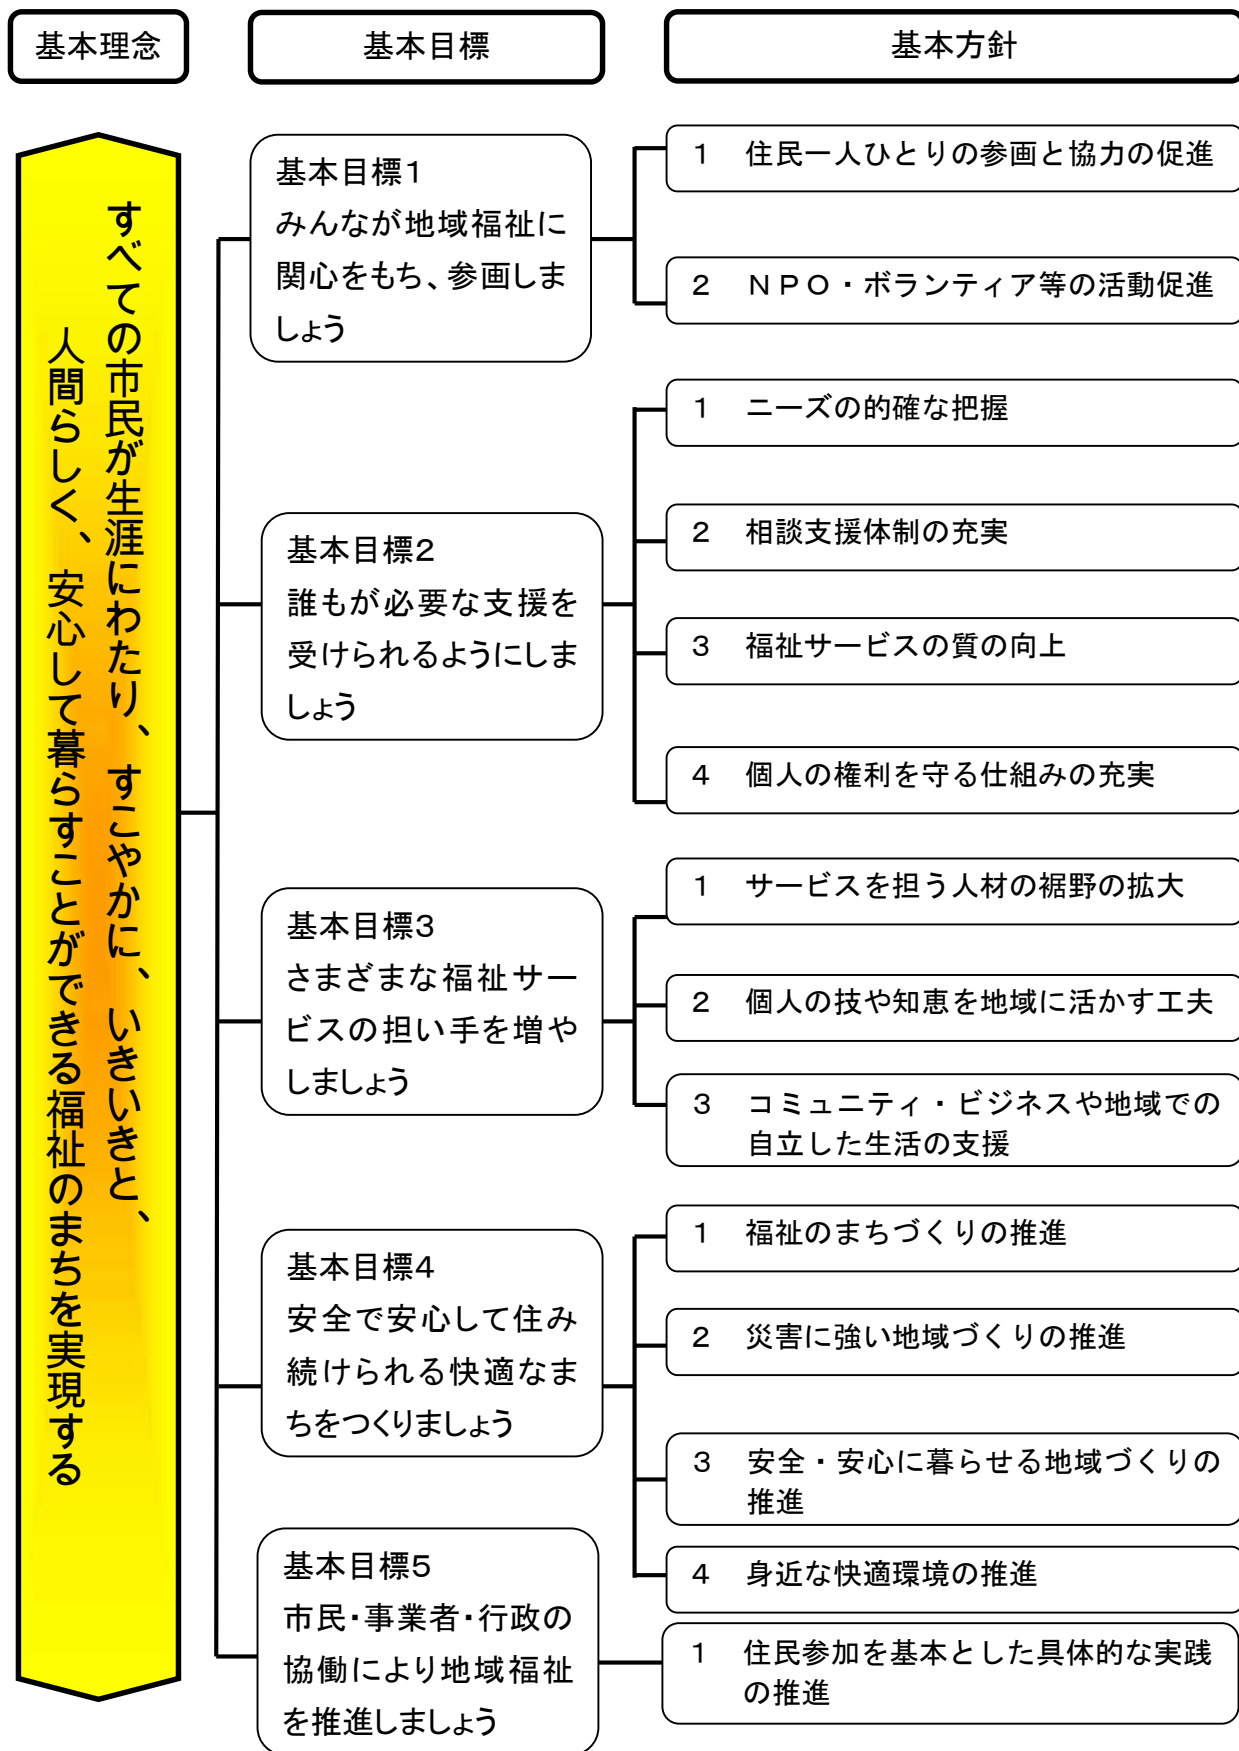 基本理念
基本目標
基本方針
すべての市民が生涯にわたり、すこやかに、いきいきと、
人間らしく、安心して暮らすことができる福祉のまちを実現する
基本目標1
みんなが地域福祉に
関心をもち、参画しま
しょう
1 住民一人ひとりの参画と協力の促進
2 ＮＰＯ・ボランティア等の活動促進
基本目標2
誰もが必要な支援を
受けられるようにしま
しょう
1 ニーズの的確な把握
2 相談支援体制の充実
3 福祉サービスの質の向上
4 個人の権利を守る仕組みの充実
基本目標3
さまざまな福祉サー
ビスの担い手を増や
しましょう
1 サービスを担う人材の裾野の拡大
2 個人の技や知恵を地域に活かす工夫
3 コミュニティ・ビジネスや地域での
自立した生活の支援
基本目標4
安全で安心して住み
続けられる快適なま
ちをつくりましょう
1 福祉のまちづくりの推進
2 災害に強い地域づくりの推進
3 安全・安心に暮らせる地域づくりの
推進
4 身近な快適環境の推進
基本目標5
市民・事業者・行政の
協働により地域福祉
を推進しましょう
1 住民参加を基本とした具体的な実践
の推進